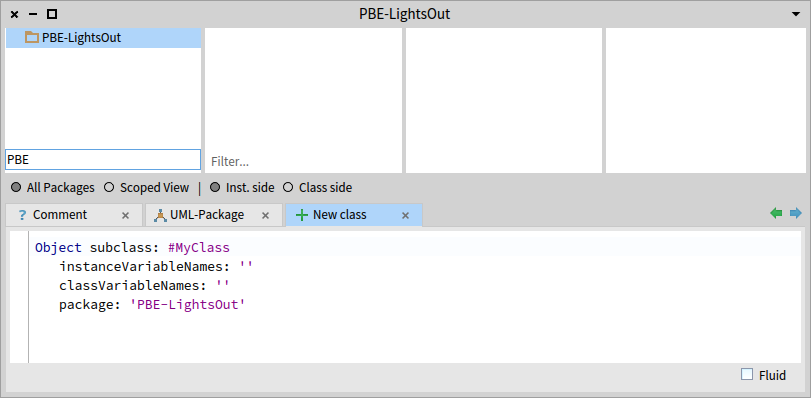 PBE-LightsOut
PBE-LightsOut
PBE
Filter...
All Packages Scoped View | Inst. side Class side
? Comment × UML-Package × New class ×
Object subclass: #MyClass
instanceVariableNames: ''
classVariableNames: ''
package: 'PBE-LightsOut'
Fluid